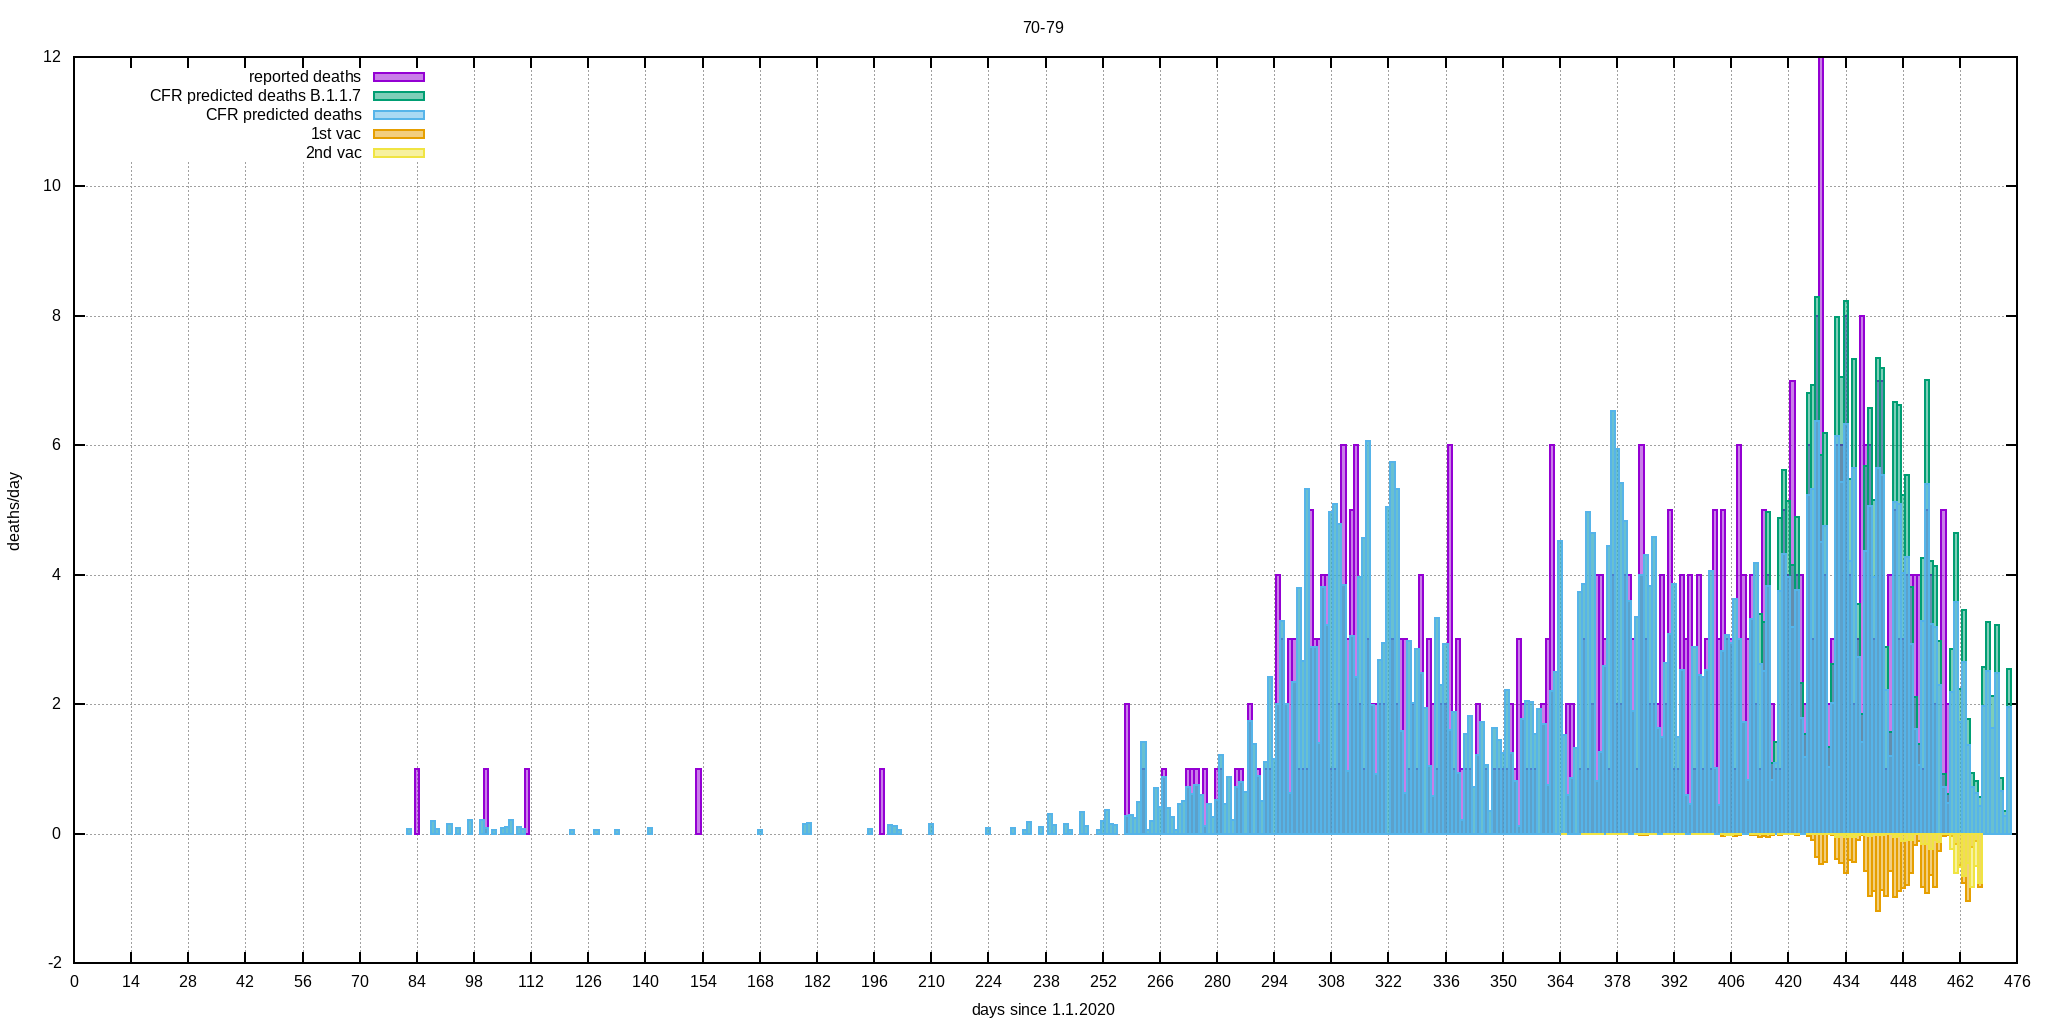 70-79
reported deaths
CFR predicted deaths B.1.1.7
CFR predicted deaths
1st vac
2nd vac
12
10
8
6
4
2
0
-2
deaths/day
0 14 28 42 56 70 84 98 112 126 140 154 168 182 196 210 224 238 252 266 280 294 308 322 336 350 364 378 392 406 420 434 448 462 476
days since 1.1.2020